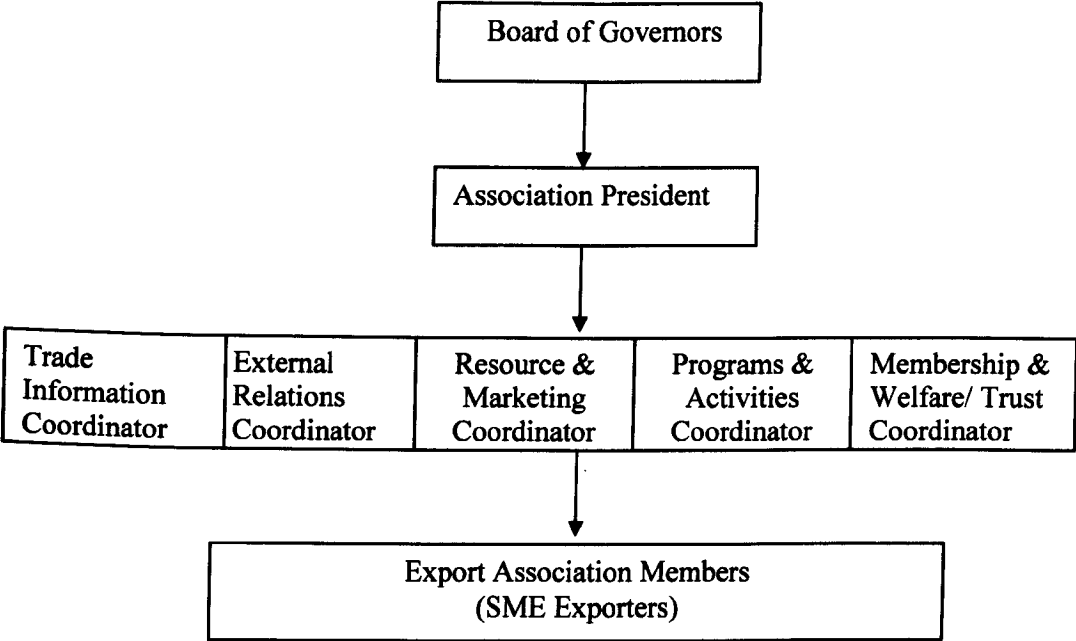 Board of Governors
Association President
Trade
Information
Coordinator
External
Relations
Coordinator
Resource &
Marketing
Coordinator
Programs &
Activities
Coordinator
Membership &
Welfare/ Trust
Coordinator
Export Association Members
(SME Exporters)